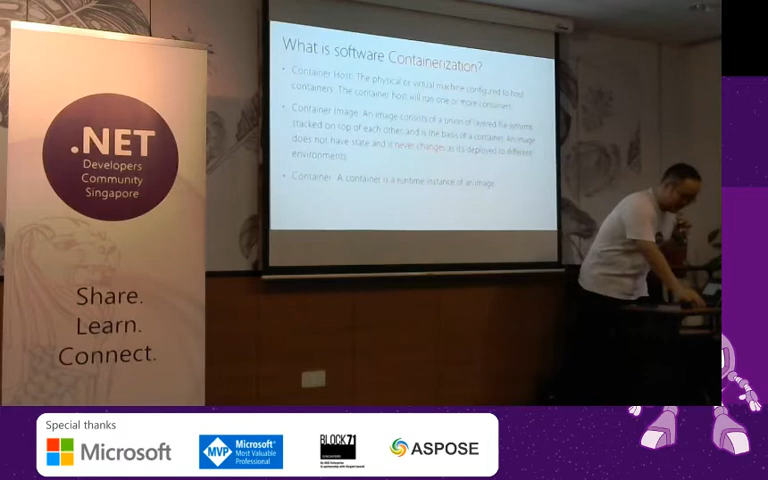 What is software Containerization?
• Container Host: The physical or virtual machine configured to host
containers. The container host will run one or more containers.
• Container Image: An image consists of a union of layered file systems
stacked on top of each other and is the basis of a container. An image
does not have state and is never changes as its deployed to different
environments.
• Container: A container is a runtime instance of an image.
.NET
Developers
Community
Singapore
Share.
Learn.
Connect.
Special thanks
Microsoft
MVP
Microsoft®
Most Valuable
Professional
BLOCK71
ASPOSE